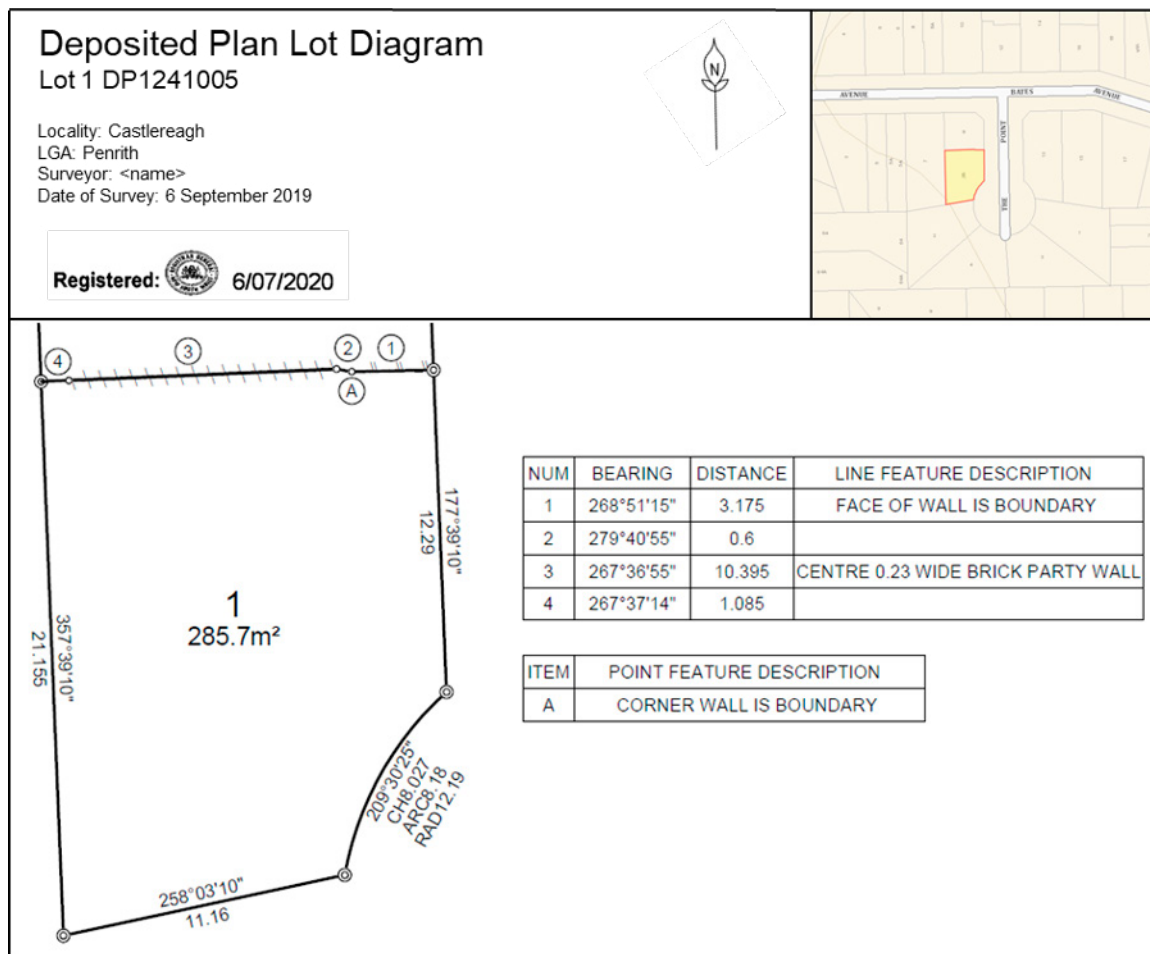 Deposited Plan Lot Diagram
Lot 1 DP1241005
Locality: Castlereagh
LGA: Penrith
Surveyor: <name>
Date of Survey: 6 September 2019
Registered:
6/07/2020
N
AVENUE
BATES
AVENUE
THE
POINT
4
3
2
1
A
177°39'10"
12.29
1
285.7m²
357°39'10"
21.155
209°30'25"
CH8.027
ARC8.18
RAD12.19
258°03'10"
11.16
NUM BEARING DISTANCE LINE FEATURE DESCRIPTION
1 268°51'15" 3.175 FACE OF WALL IS BOUNDARY
2 279°40'55" 0.6
3 267°36'55" 10.395 CENTRE 0.23 WIDE BRICK PARTY WALL
4 267°37'14" 1.085
ITEM POINT FEATURE DESCRIPTION
A CORNER WALL IS BOUNDARY